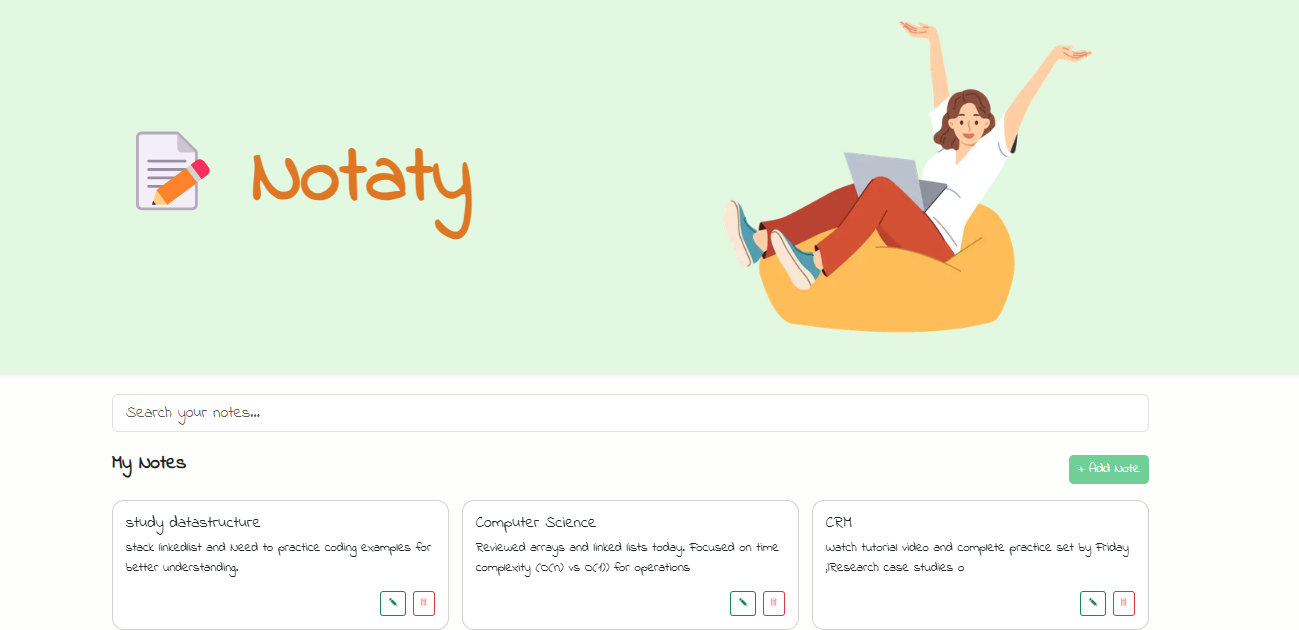 Notaty
Search your notes...
My Notes
+ Add Note
study datastructure
stack linkedlist and Need to practice coding examples for
better understanding.
Computer Science
Reviewed arrays and linked lists today. Focused on time
complexity (O(n) vs O(1)) for operations
CRM
watch tutorial video and complete practice set by Friday
,lResearch case studies o